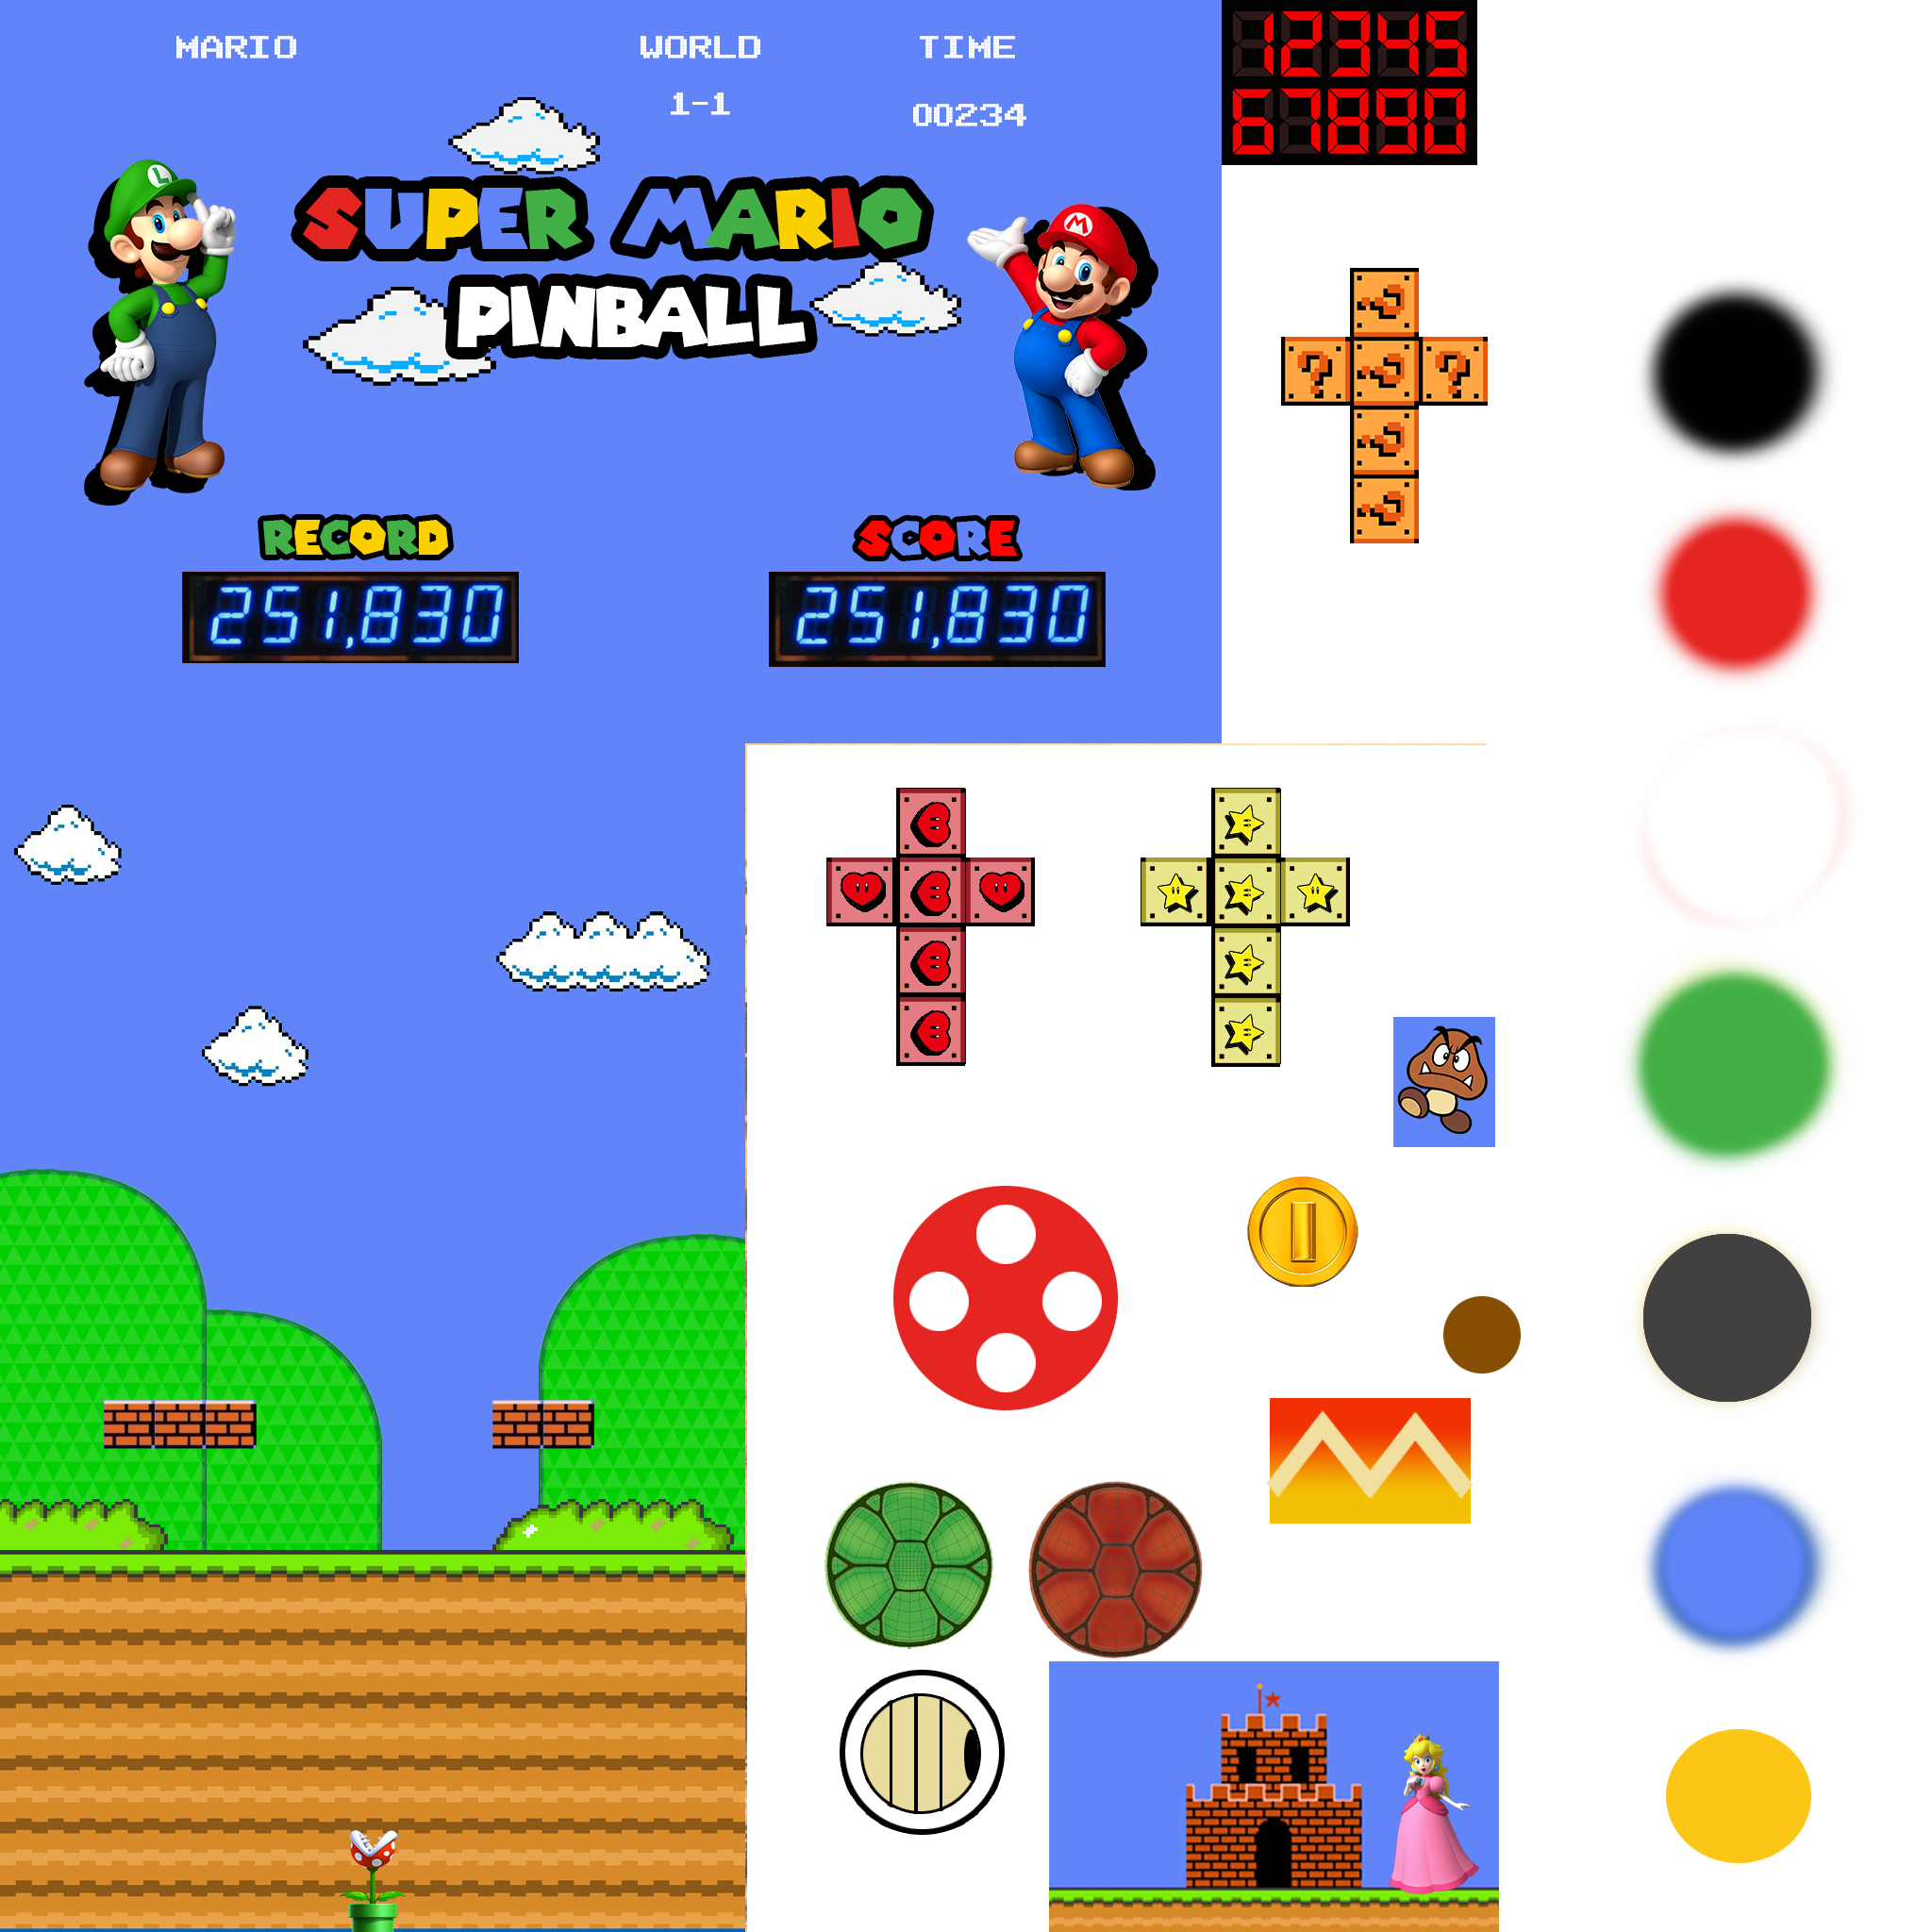 MARIO WORLD TIME
1-1 00234
SUPER MARIO
PINBALL
RECORD SCORE
251,830 251,830
12345
67890
L
M
? ?
?
?
?
?